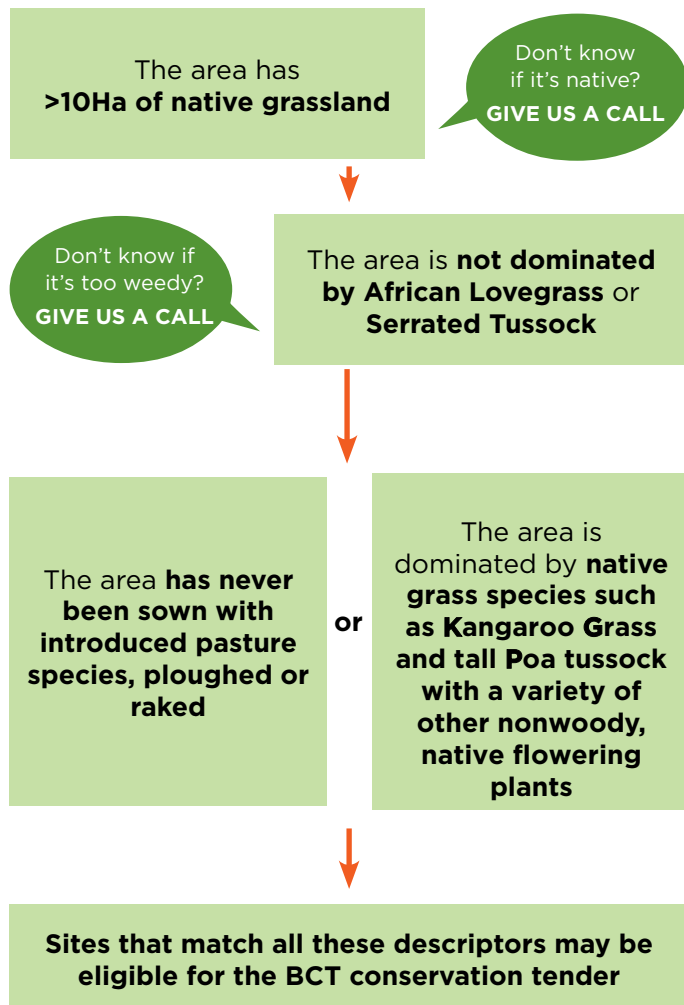 The area has
>10Ha of native grassland
Don't know
if it's native?
GIVE US A CALL
Don't know if
it's too weedy?
GIVE US A CALL
The area is not dominated
by African Lovegrass or
Serrated Tussock
The area has never
been sown with
introduced pasture
species, ploughed or
raked
or
The area is
dominated by native
grass species such
as Kangaroo Grass
and tall Poa tussock
with a variety of
other nonwoody,
native flowering
plants
Sites that match all these descriptors may be
eligible for the BCT conservation tender